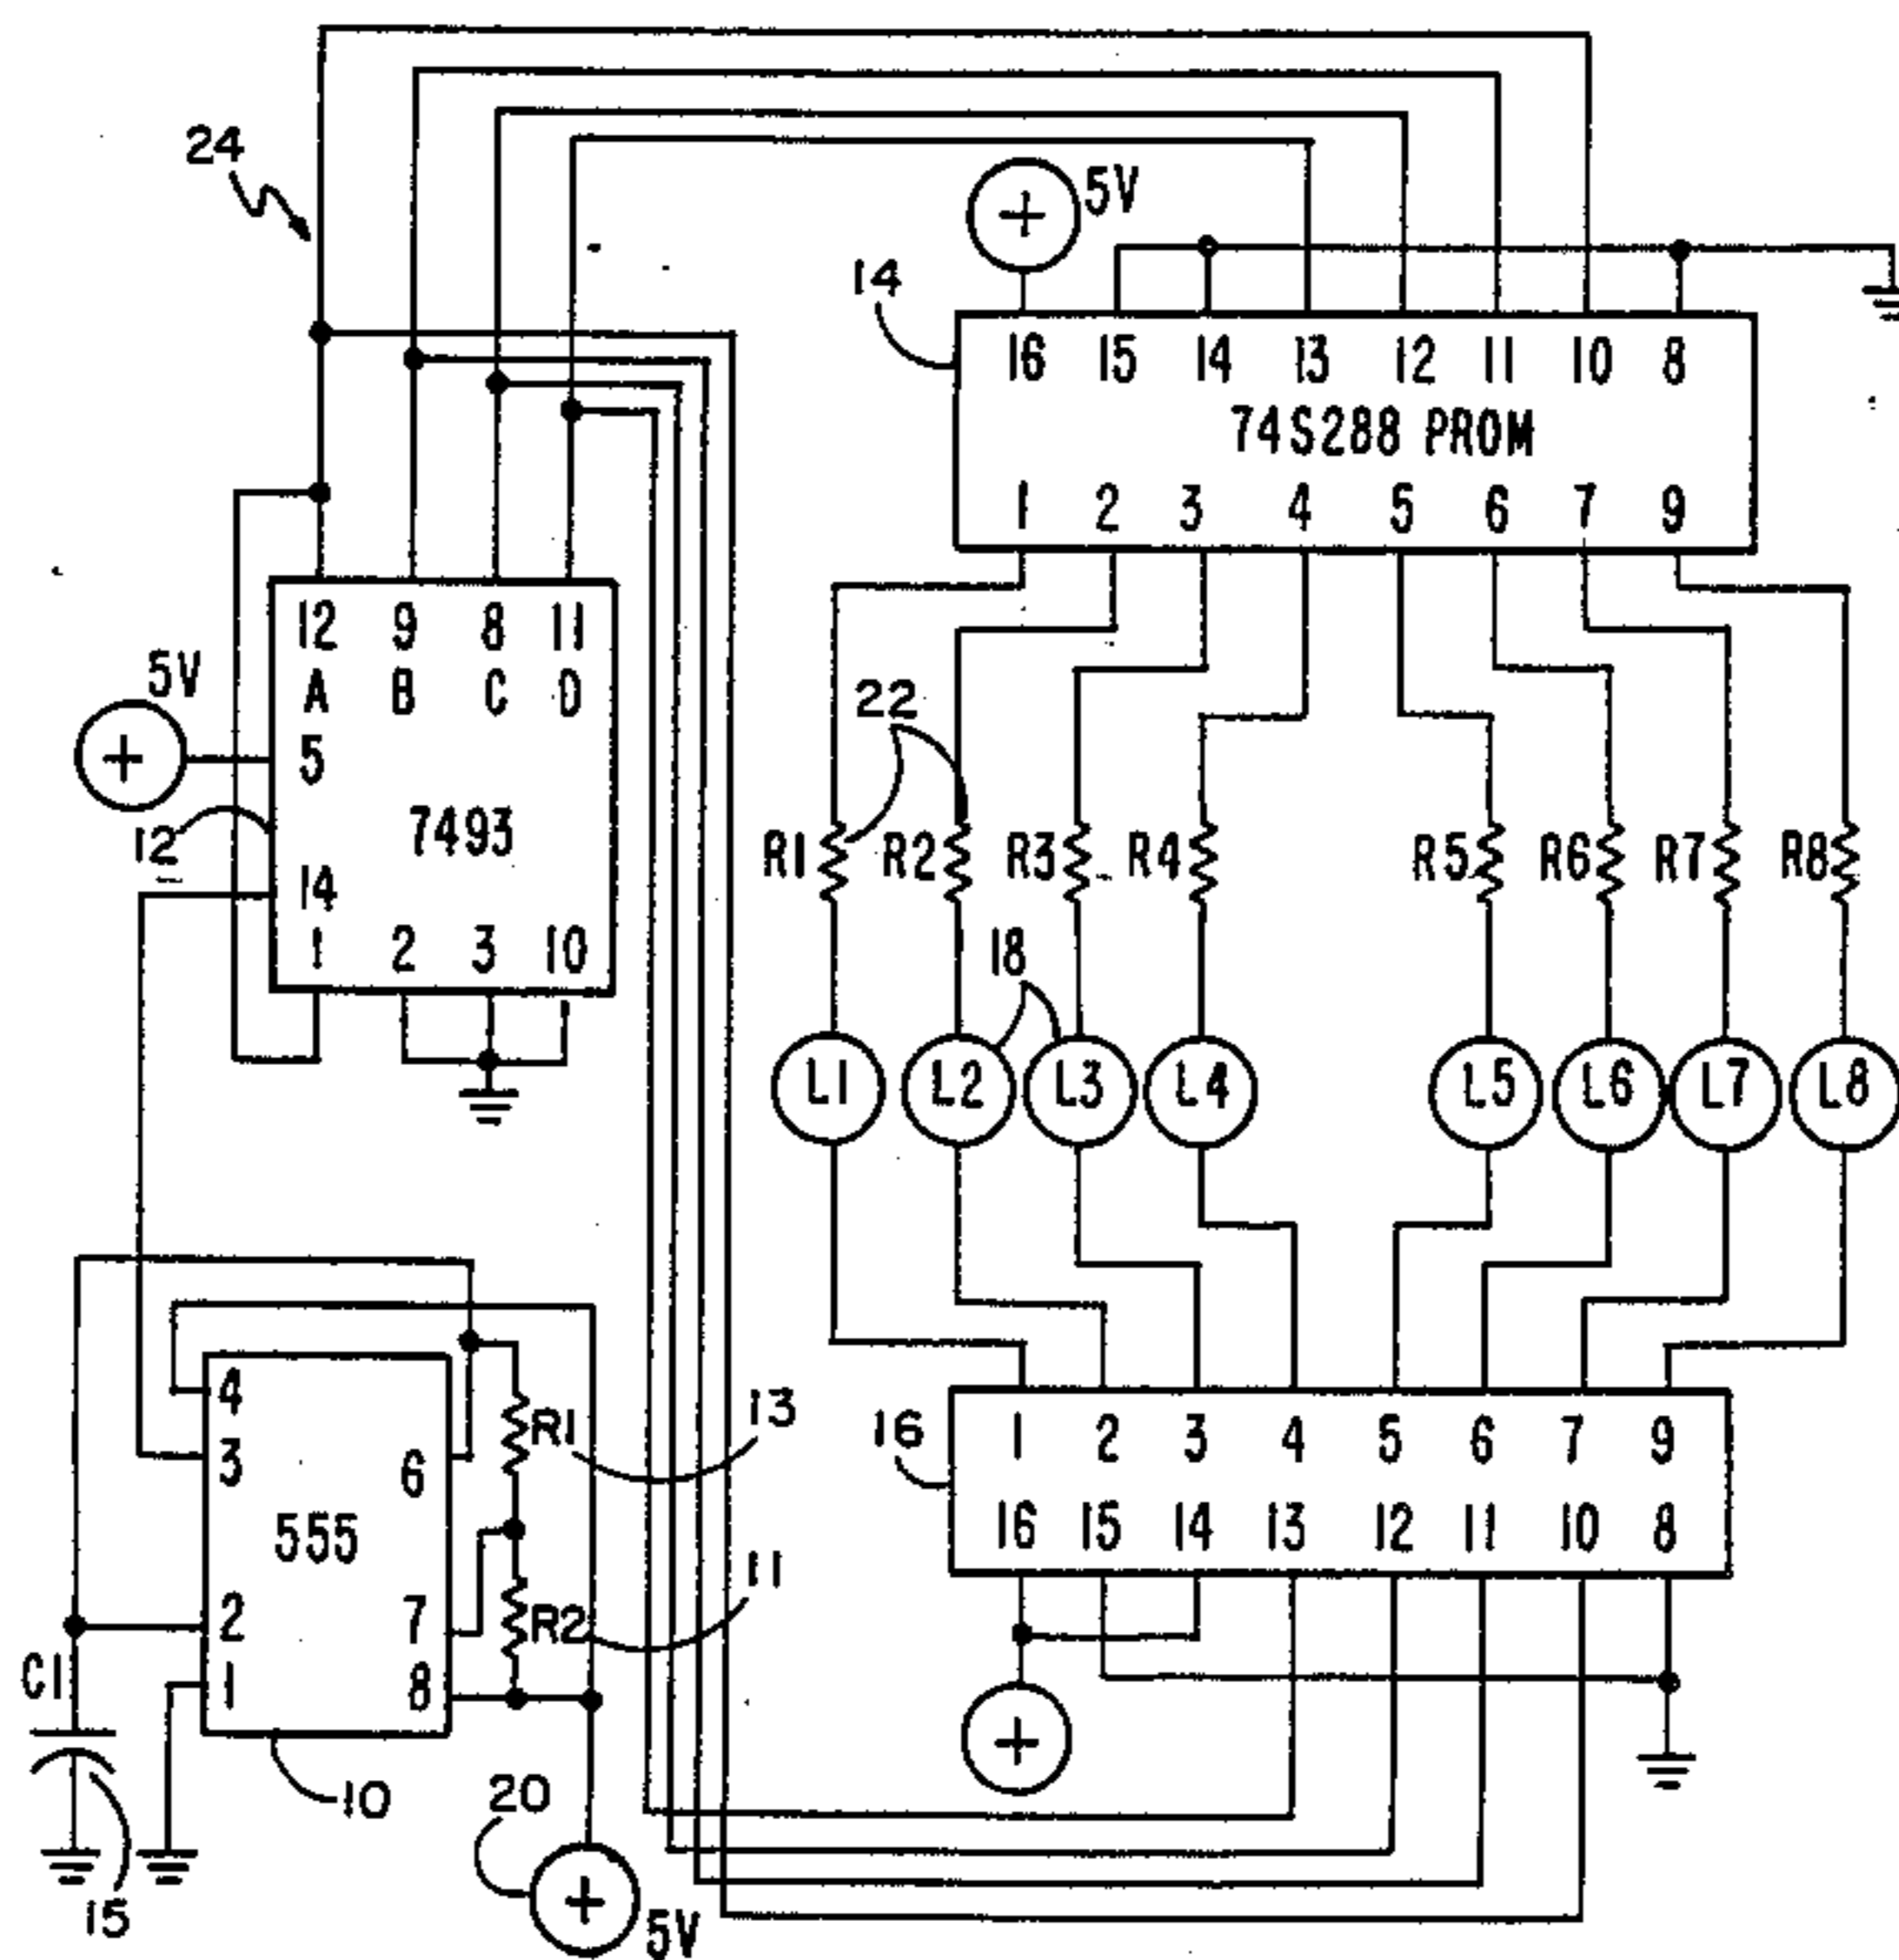 24
5V
14
16 15 14 13 12 11 10 8
74S288 PROM
1 2 3 4 5 6 7 9
12 9 8 11
A B C D
5V
5
12
7493
14
1 2 3 10
22
R1 R2 R3 R4 R5 R6 R7 R8
18
L1 L2 L3 L4 L5 L6 L7 L8
4
3
6
R1
13
555
2
7
R2
11
C1
1
8
10
15
20
5V
16
1 2 3 4 5 6 7 9
16 15 14 13 12 11 10 8